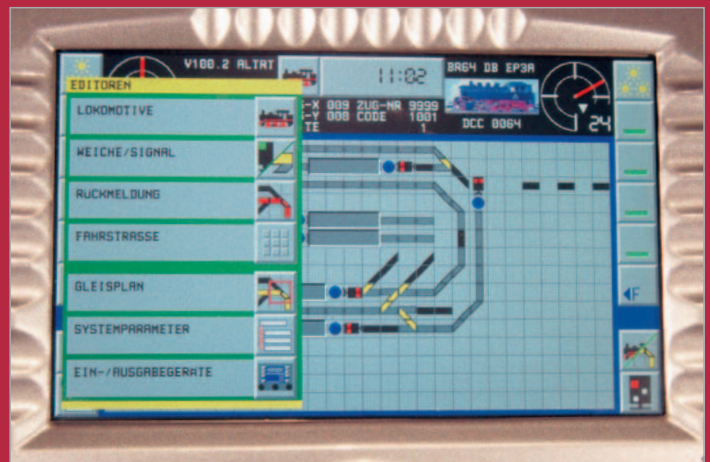 V100.2 ALTRT
11:02
BR64 DB EP3A
EDITOREN
LOKOMOTIVE
-X 009 ZUG-NR 9999
-Y 008 CODE 1001
TE 1
DCC 0064
24
WEICHE/SIGNAL
RUCKMELDUNG
FAHRSTRASSE
GLEISPLAN
F
SYSTEMPARAMETER
EIN-/AUSGABEGERATE